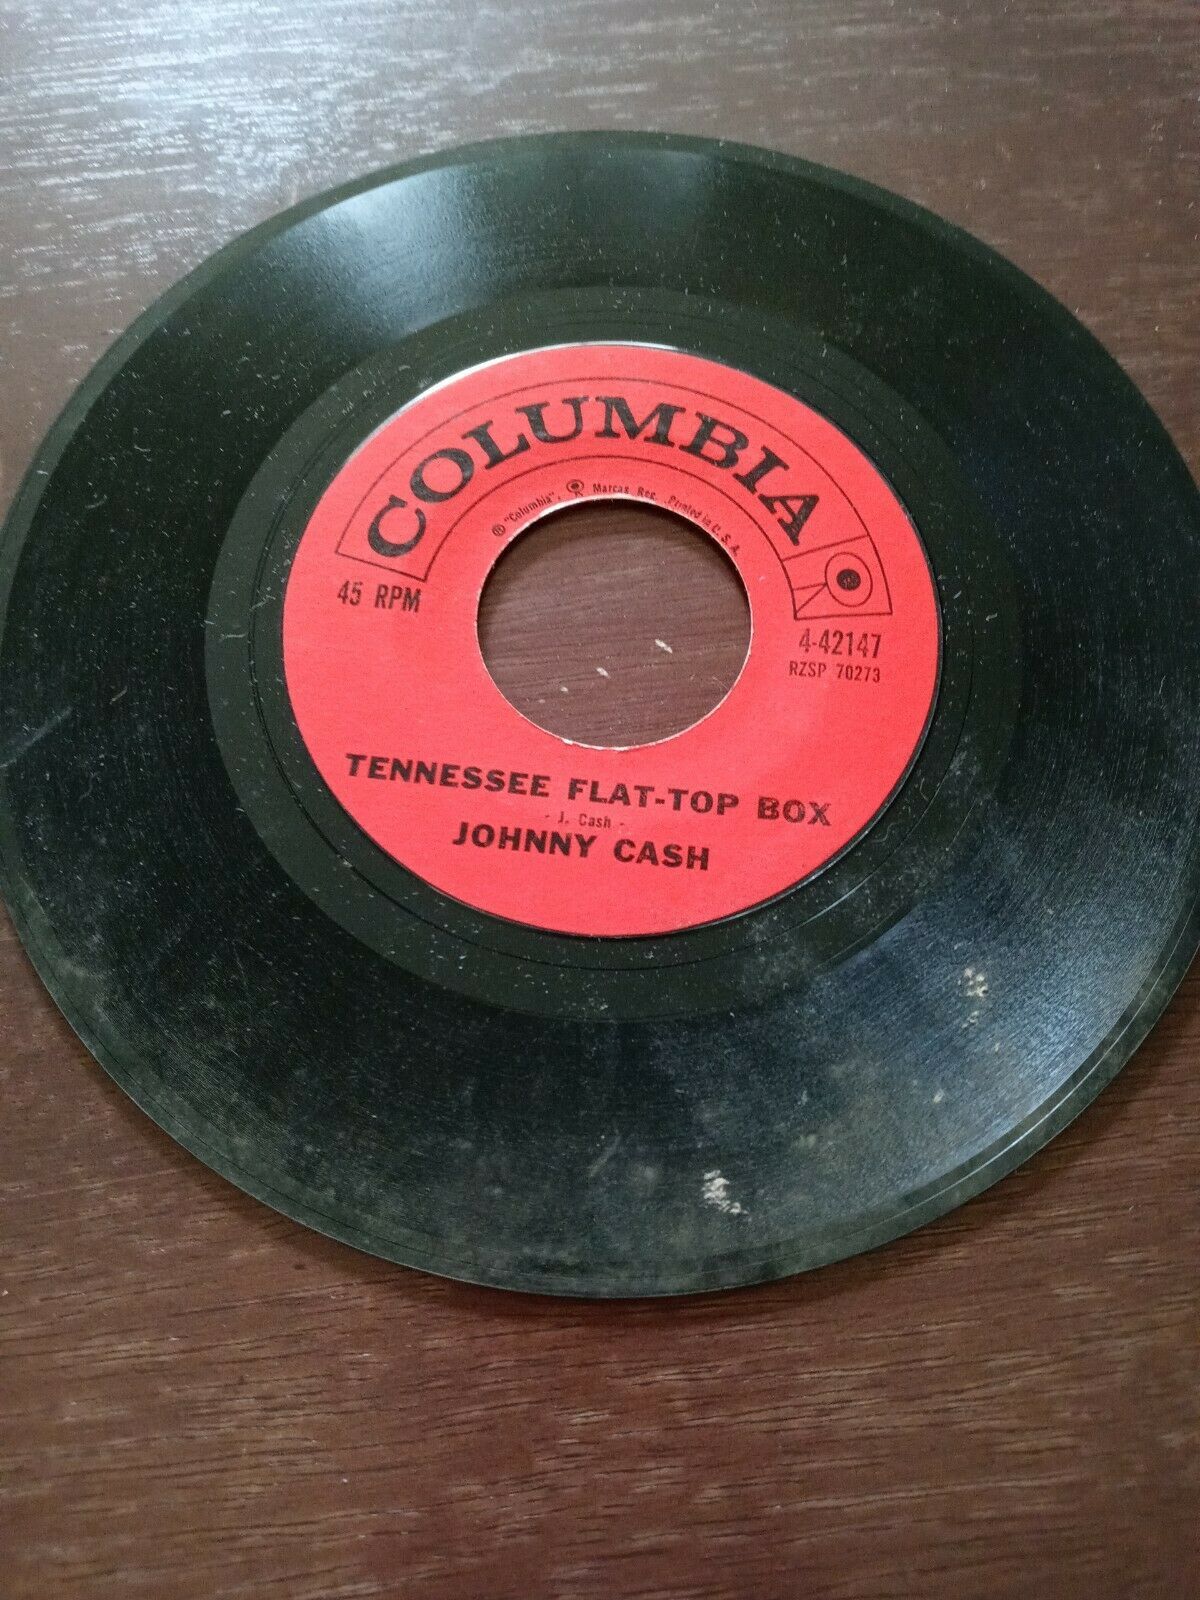 COLUMBIA
® "Columbia", Marcas Reg. Printed in U.S.A.
45 RPM
4-42147
RZSP 70273
TENNESSEE FLAT-TOP BOX
- J. Cash -
JOHNNY CASH